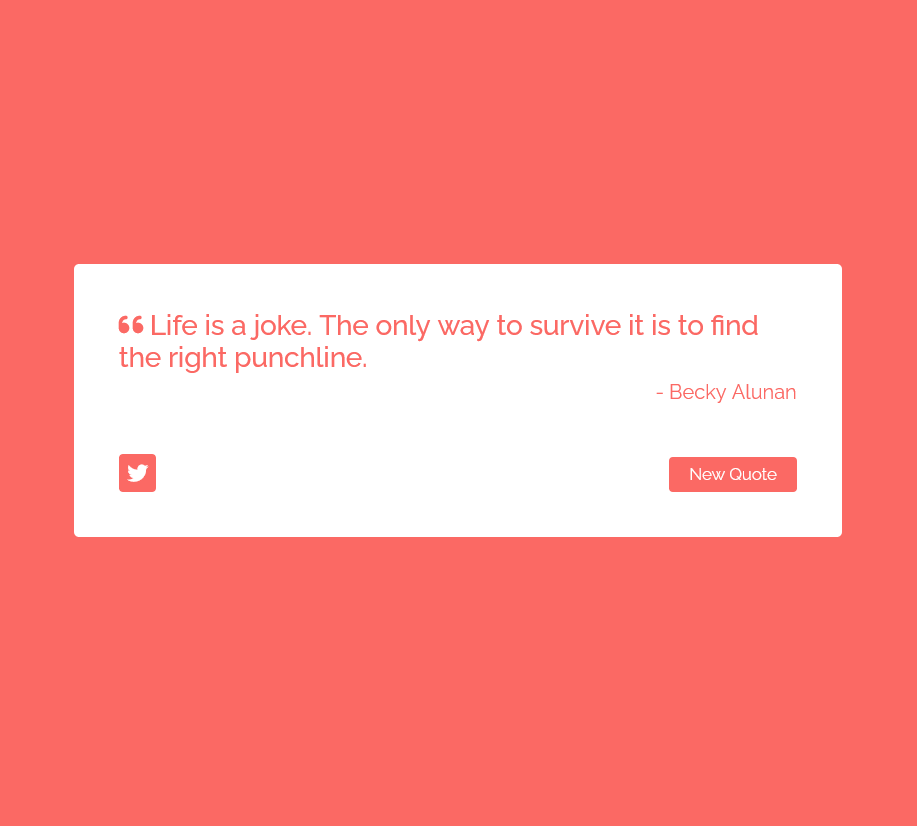 “ Life is a joke. The only way to survive it is to find
the right punchline.
- Becky Alunan
New Quote